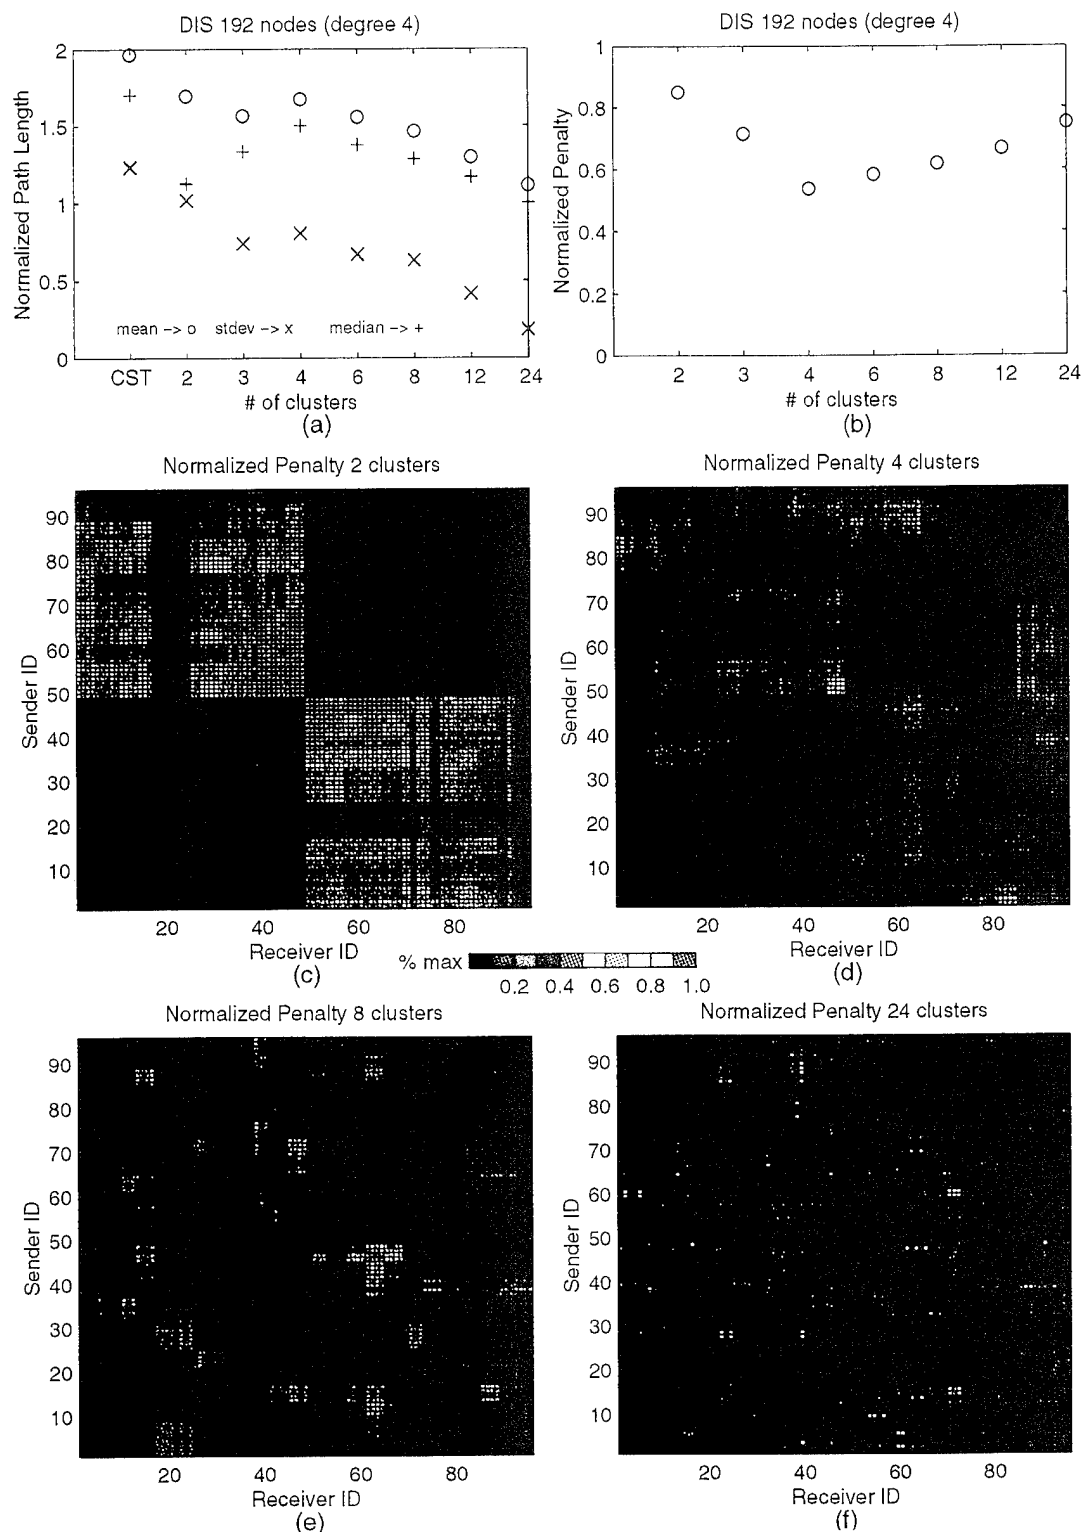 DIS 192 nodes (degree 4)
Normalized Path Length
2
1.5
1
0.5
0
mean -> o stdev -> x median -> +
CST 2 3 4 6 8 12 24
# of clusters
(a)
DIS 192 nodes (degree 4)
Normalized Penalty
1
0.8
0.6
0.4
0.2
0
2 3 4 6 8 12 24
# of clusters
(b)
Normalized Penalty 2 clusters
Sender ID
90
80
70
60
50
40
30
20
10
20 40 60 80
Receiver ID
(c)
Normalized Penalty 4 clusters
Sender ID
90
80
70
60
50
40
30
20
10
20 40 60 80
Receiver ID
(d)
% max
0.2 0.4 0.6 0.8 1.0
Normalized Penalty 8 clusters
Sender ID
90
80
70
60
50
40
30
20
10
20 40 60 80
Receiver ID
(e)
Normalized Penalty 24 clusters
Sender ID
90
80
70
60
50
40
30
20
10
20 40 60 80
Receiver ID
(f)